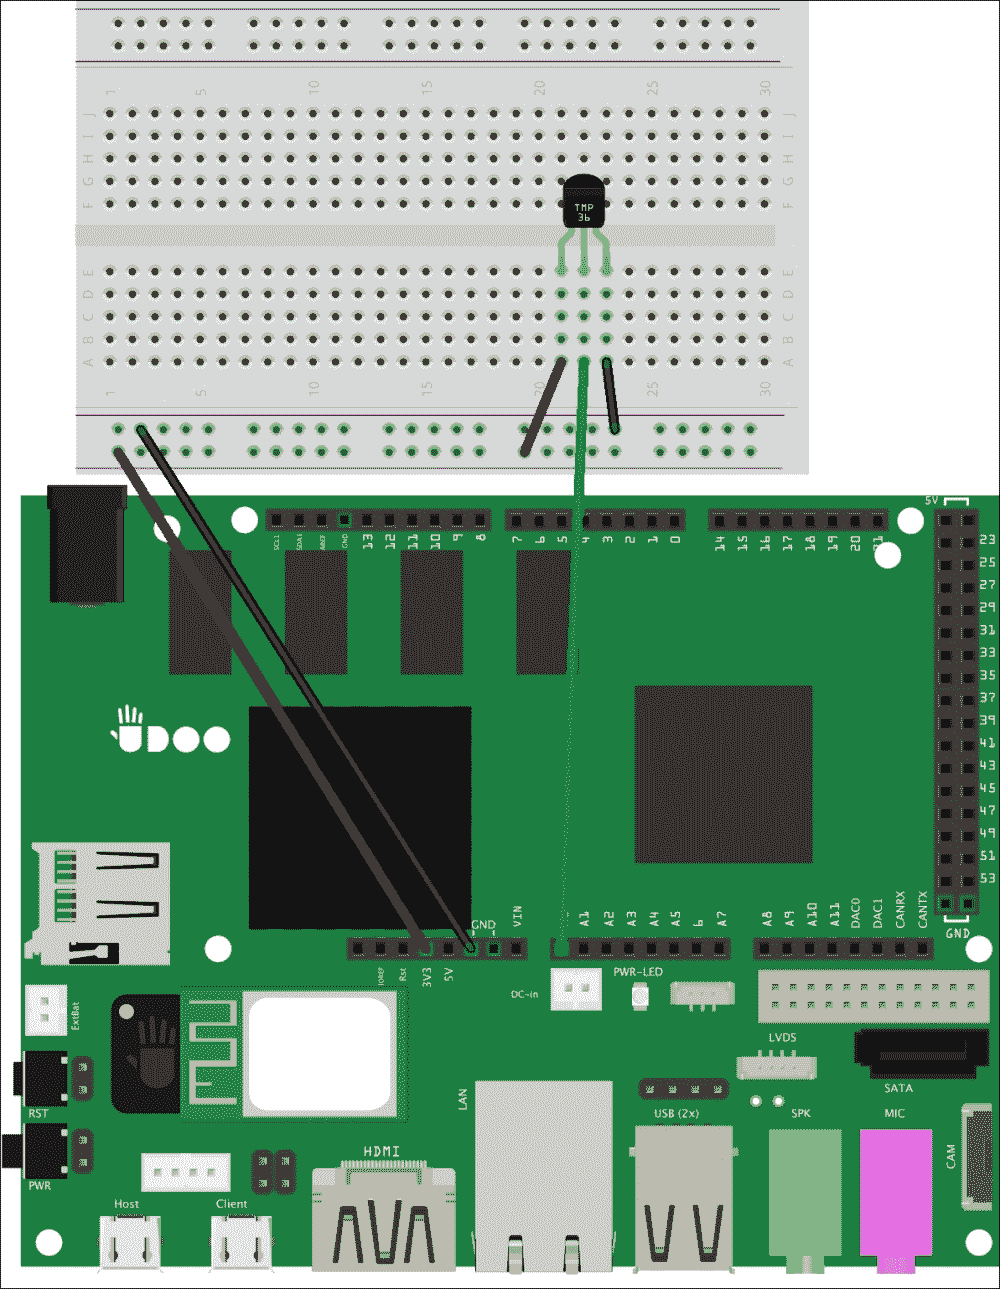 1 5 10 15 20 25 30
J J
I I
H H
G G
F F
TMP
36
E E
D D
C C
B B
A A
1 5 10 15 20 25 30
5V
SCL1 SDA1 AREF GND 13 12 11 10 9 8 7 6 5 4 3 2 1 0 14 15 16 17 18 19 20 21
23
25
27
29
31
33
35
37
39
41
43
45
47
49
51
53
GND
GND VIN A1 A2 A3 A4 A5 6 A7 A8 A9 A10 A11 DAC0 DAC1 CANRX CANTX
IOREF Rst 3V3 5V
DC-in
PWR-LED
ExtBat
LVDS
SATA
RST
LAN
USB (2x)
SPK
MIC
CAM
HDMI
PWR
Host
Client